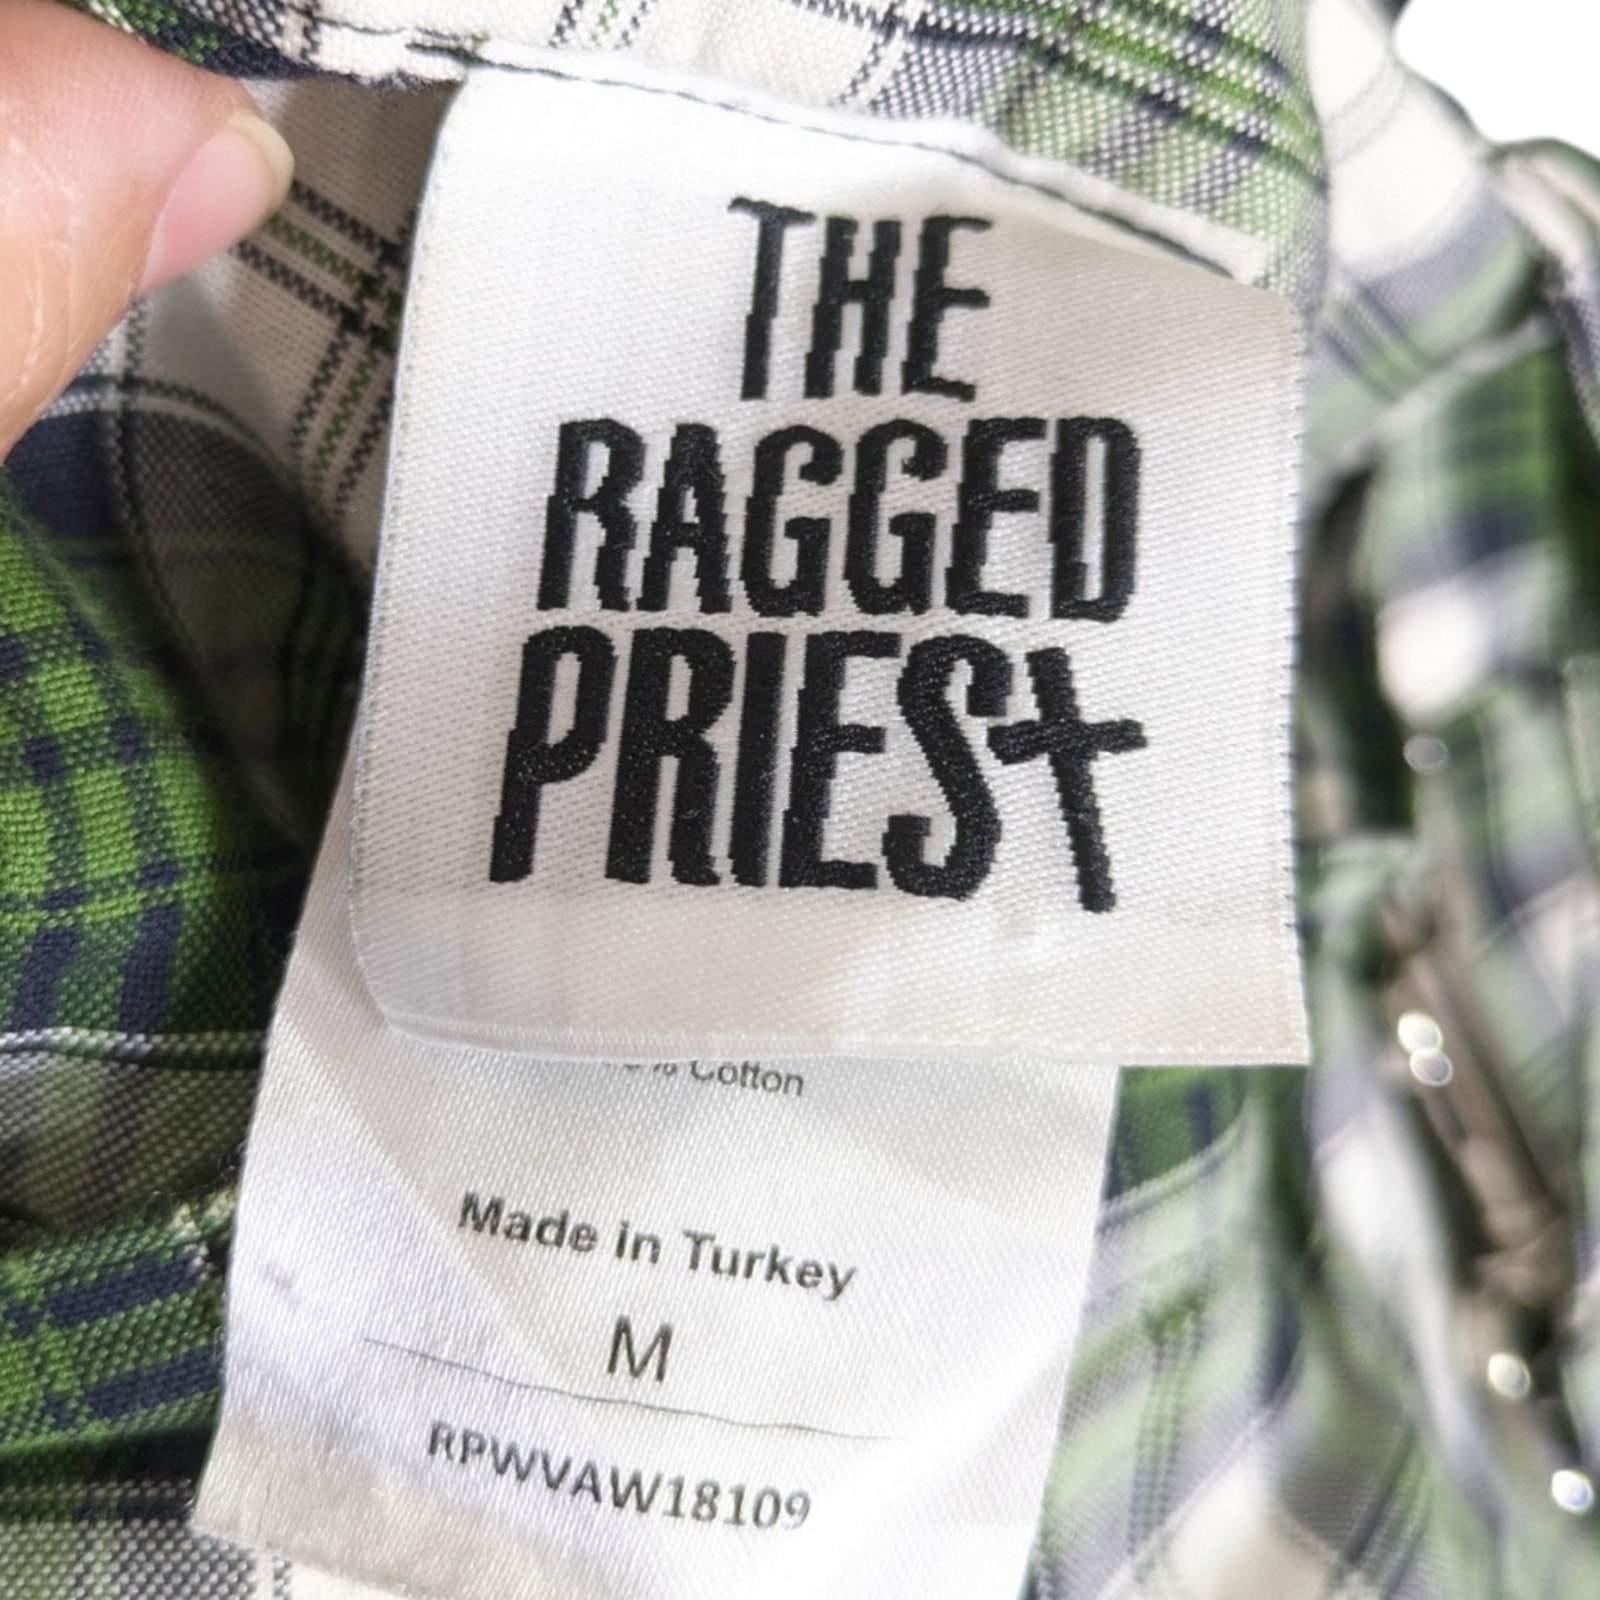 THE
RAGGED
PRIEST
% Cotton
Made in Turkey
M
RPWVAW18109